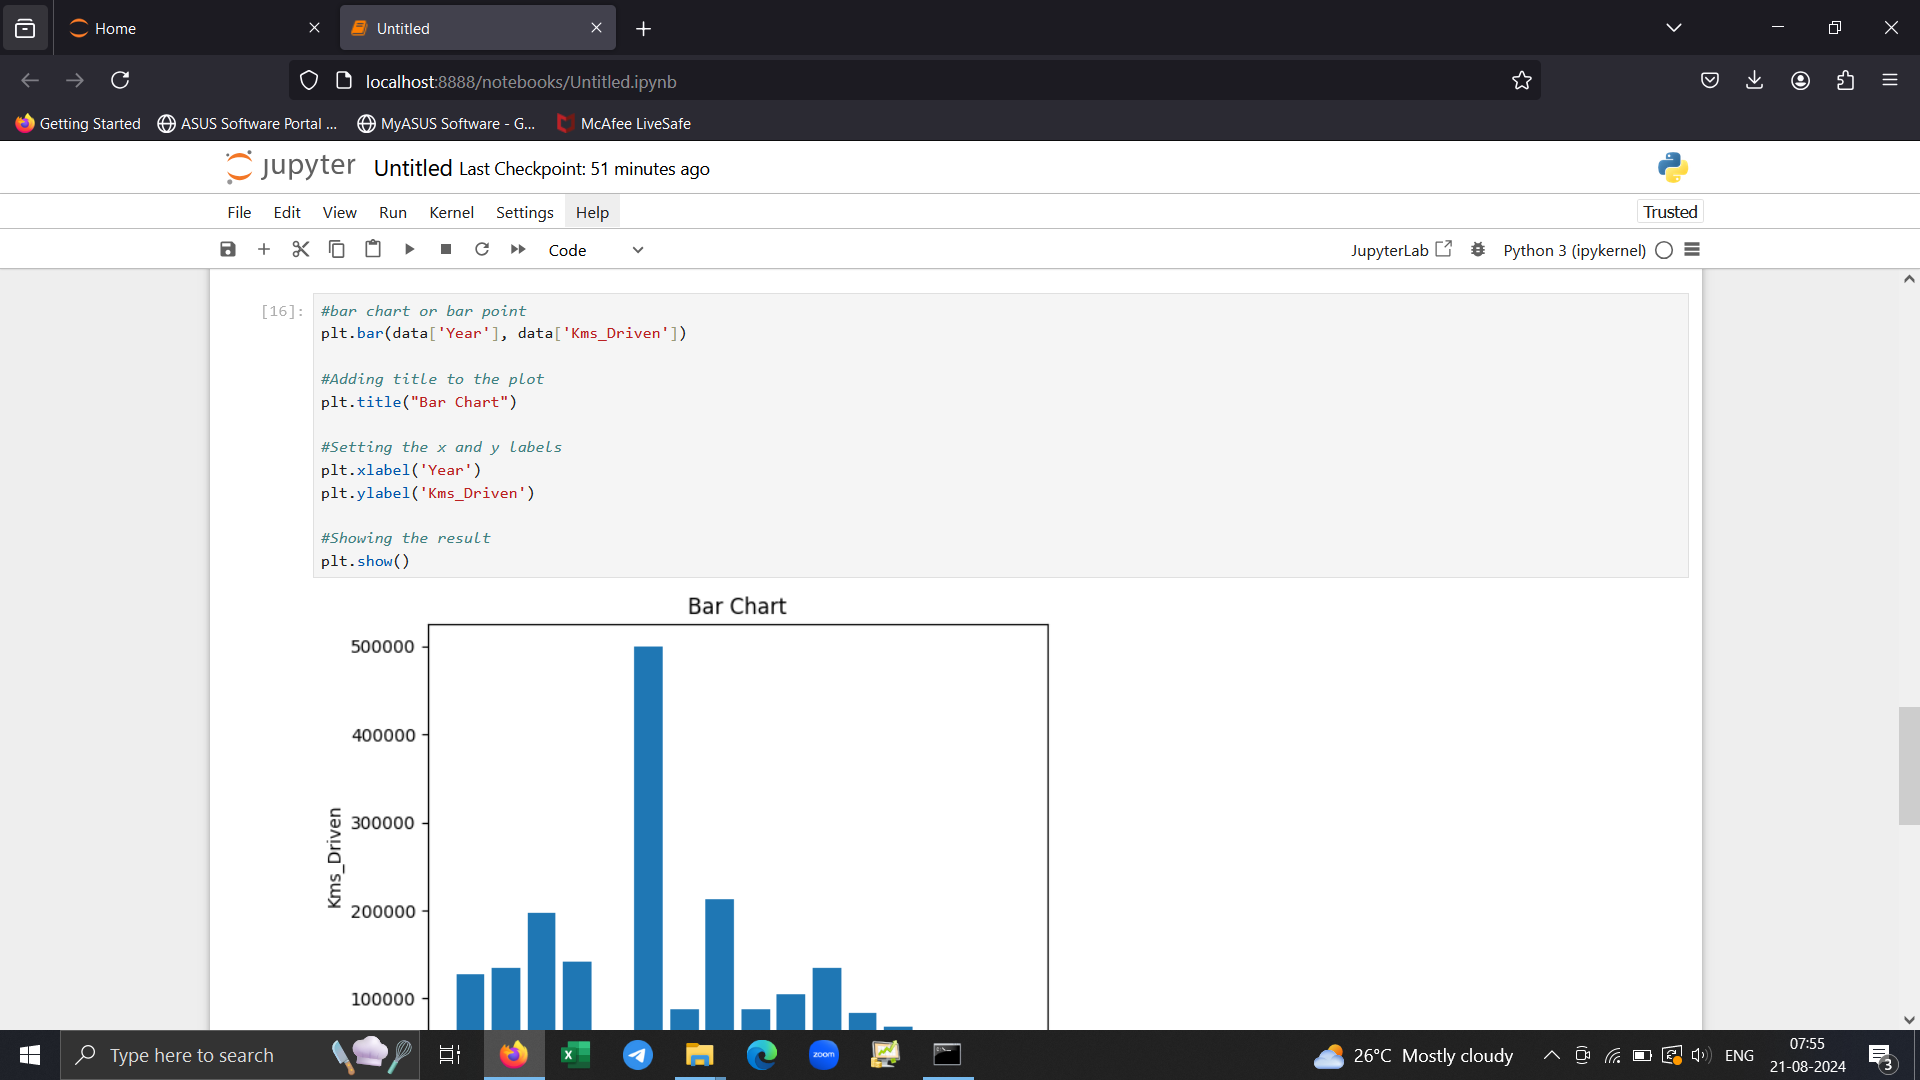 Home
Untitled
localhost:8888/notebooks/Untitled.ipynb
Getting Started
ASUS Software Portal ...
MyASUS Software - G...
McAfee LiveSafe
jupyter Untitled Last Checkpoint: 51 minutes ago
File Edit View Run Kernel Settings Help
Trusted
Code
JupyterLab
Python 3 (ipykernel)
[16]:
#bar chart or bar point
plt.bar(data['Year'], data['Kms_Driven'])
#Adding title to the plot
plt.title("Bar Chart")
#Setting the x and y labels
plt.xlabel('Year')
plt.ylabel('Kms_Driven')
#Showing the result
plt.show()
Bar Chart
500000
400000
300000
200000
100000
Kms_Driven
Type here to search
zoom
26°C Mostly cloudy
ENG
07:55
21-08-2024
3